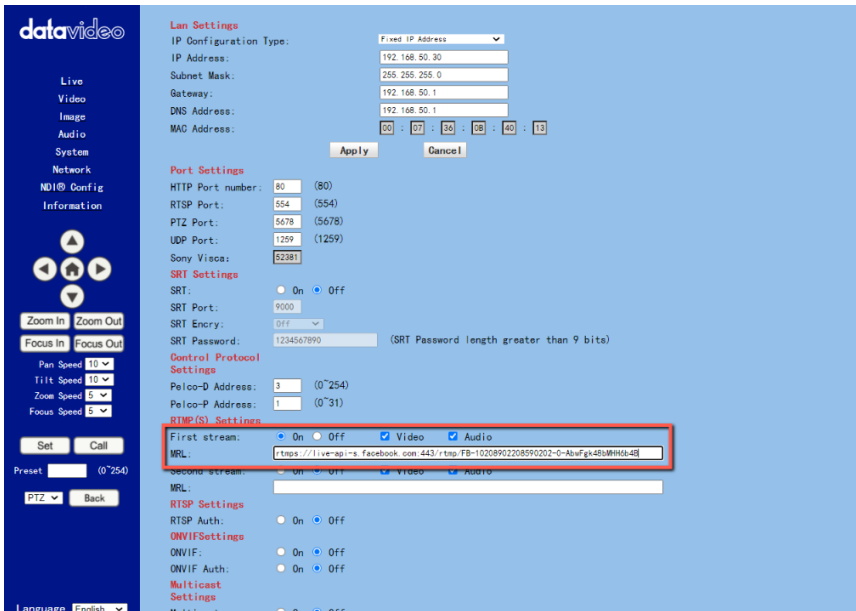 datavideo
Live
Video
Image
Audio
System
Network
NDI® Config
Information
Zoom In Zoom Out
Focus In Focus Out
Pan Speed 10
Tilt Speed 10
Zoom Speed 5
Focus Speed 5
Set Call
Preset (0~254)
PTZ Back
Language English
Lan Settings
IP Configuration Type: Fixed IP Address
IP Address: 192.168.50.30
Subnet Mask: 255.255.255.0
Gateway: 192.168.50.1
DNS Address: 192.168.50.1
MAC Address: 00 : 07 : 36 : 0B : 40 : 13
Apply Cancel
Port Settings
HTTP Port number: 80 (80)
RTSP Port: 554 (554)
PTZ Port: 5678 (5678)
UDP Port: 1259 (1259)
Sony Visca: 52381
SRT Settings
SRT: On Off
SRT Port: 9000
SRT Encry: Off
SRT Password: 1234567890 (SRT Password length greater than 9 bits)
Control Protocol
Settings
Pelco-D Address: 3 (0~254)
Pelco-P Address: 1 (0~31)
RTMP(S) Settings
First stream: On Off Video Audio
MRL: rtmps://live-api-s.facebook.com:443/rtmp/FB-10208902208590202-0-AbwFgk48bMHH6b4B
Second stream: On Off Video Audio
MRL:
RTSP Settings
RTSP Auth: On Off
ONVIFSettings
ONVIF: On Off
ONVIF Auth: On Off
Multicast
Settings
On Off